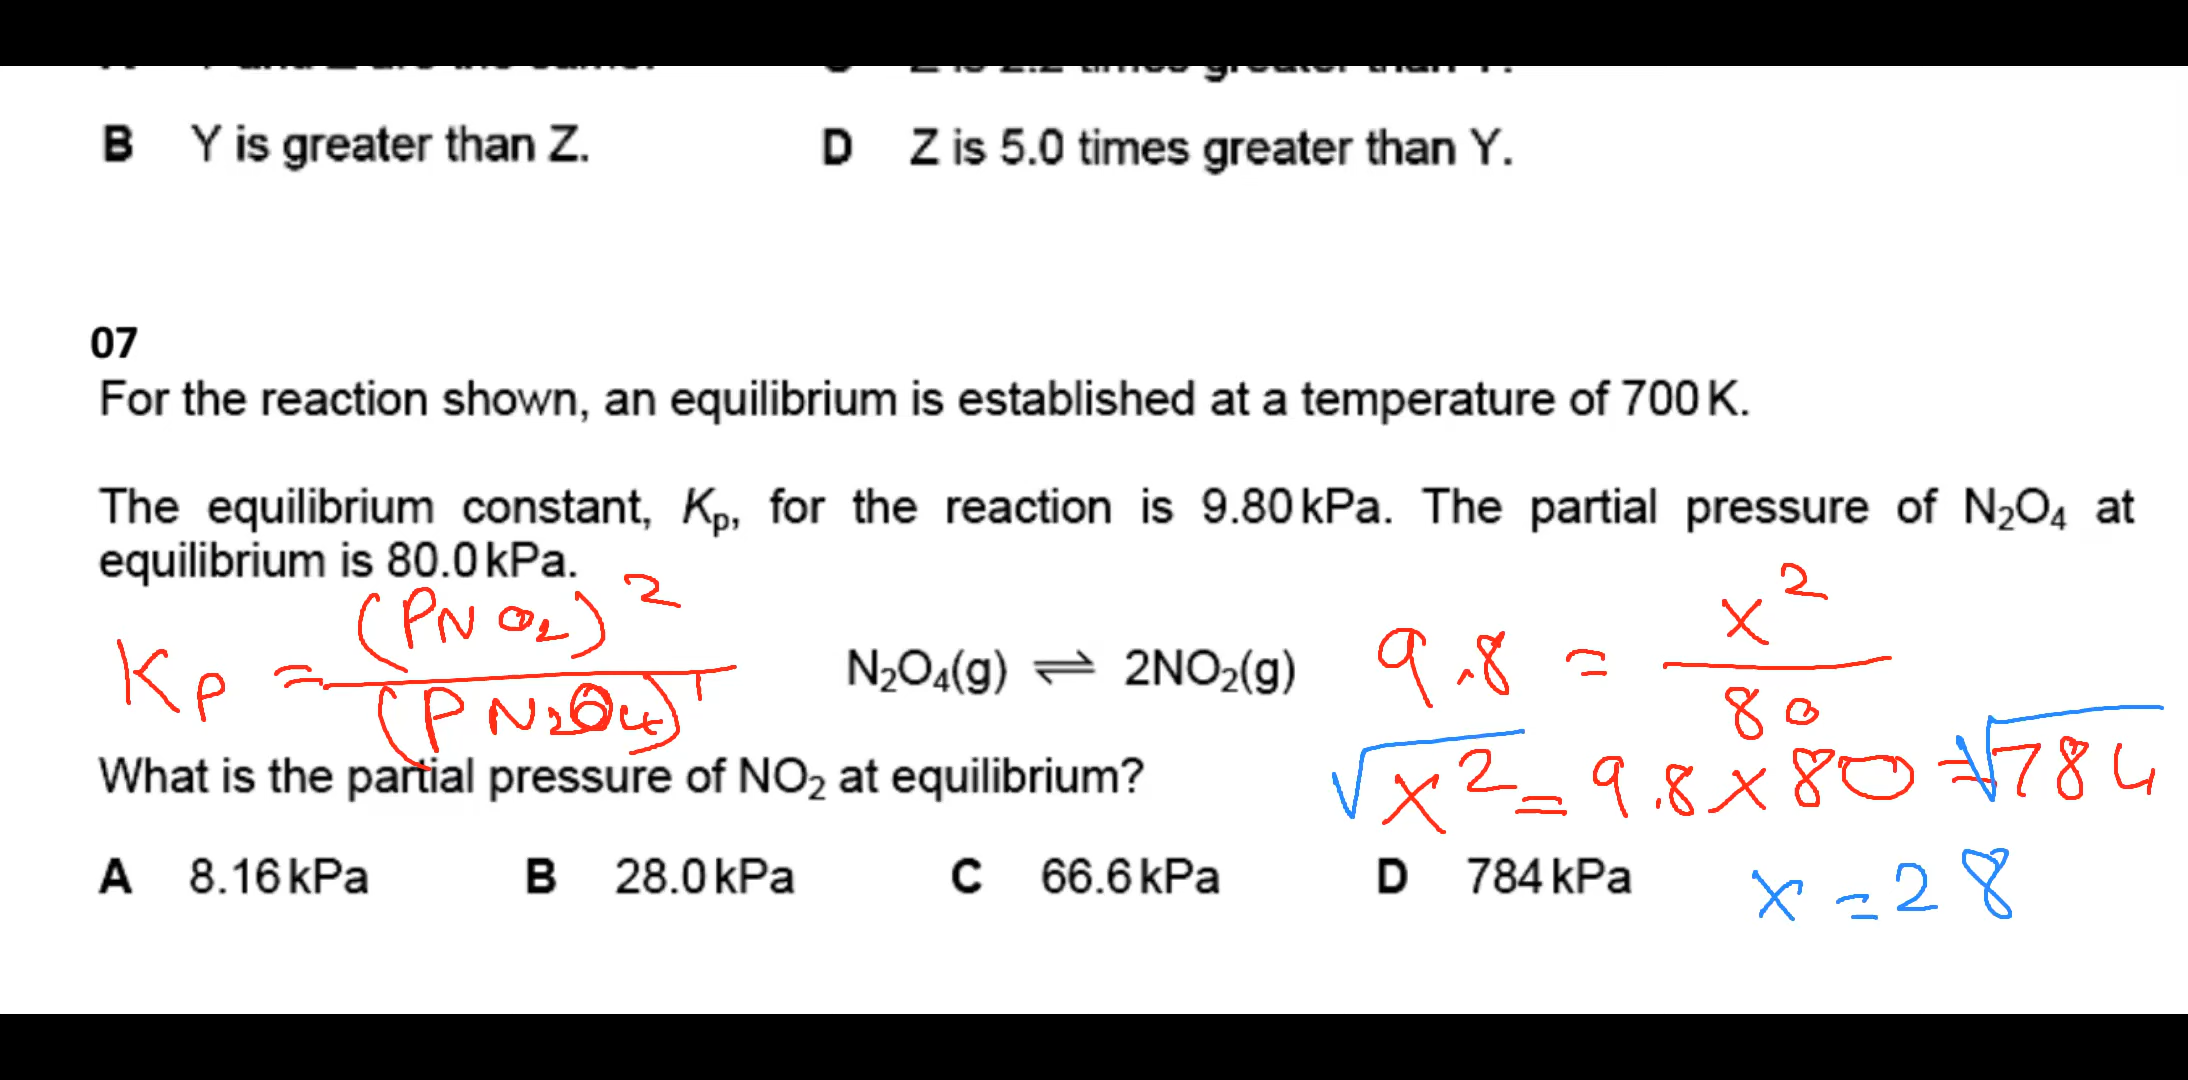 B Y is greater than Z. D Z is 5.0 times greater than Y.
07
For the reaction shown, an equilibrium is established at a temperature of 700 K.
The equilibrium constant, Kp, for the reaction is 9.80 kPa. The partial pressure of N₂O₄ at
equilibrium is 80.0 kPa.
KP = (PNO₂)² / (PN₂O₄)¹
N₂O₄(g) ⇌ 2NO₂(g)
9.8 = x² / 80
√x² = 9.8 × 80 = √784
What is the partial pressure of NO₂ at equilibrium?
A 8.16 kPa B 28.0 kPa C 66.6 kPa D 784 kPa
x = 28